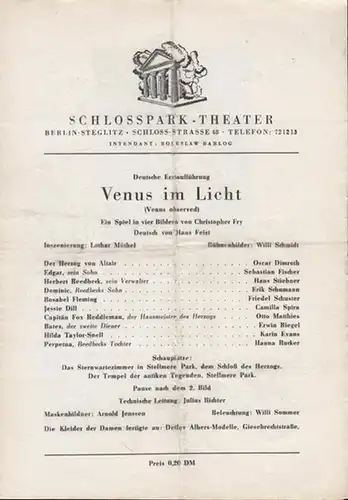 SCHLOSSPARK-THEATER
BERLIN-STEGLITZ · SCHLOSS-STRASSE 48 · TELEFON: 721213
INTENDANT: BOLESLAW BARLOG
Deutsche Erstaufführung
Venus im Licht
(Venus observed)
Ein Spiel in vier Bildern von Christopher Fry
Deutsch von Hans Feist
Inszenierung: Lothar Müthel Bühnenbilder: Willi Schmidt
Der Herzog von Altair Oscar Dimroth
Edgar, sein Sohn Sebastian Fischer
Herbert Reedbeck, sein Verwalter Hans Stiebner
Dominic, Reedbecks Sohn Erik Schumann
Rosabel Fleming Friedel Schuster
Jessie Dill Camilla Spira
Capitän Fox Reddleman, der Hausmeister des Herzogs Otto Matthies
Bates, der zweite Diener Erwin Biegel
Hilda Taylor-Snell Karin Evans
Perpetua, Reedbecks Tochter Hanna Rucker
Schauplätze:
Das Sternwartezimmer in Stellmere Park, dem Schloß des Herzogs.
Der Tempel der antiken Tugenden, Stellmere Park.
Pause nach dem 2. Bild
Technische Leitung: Julius Richter
Maskenbildner: Arnold Jenssen Beleuchtung: Willi Sommer
Die Kleider der Damen fertigte an: Detlev Albers-Modelle, Giesebrechtstraße.
Preis 0,20 DM